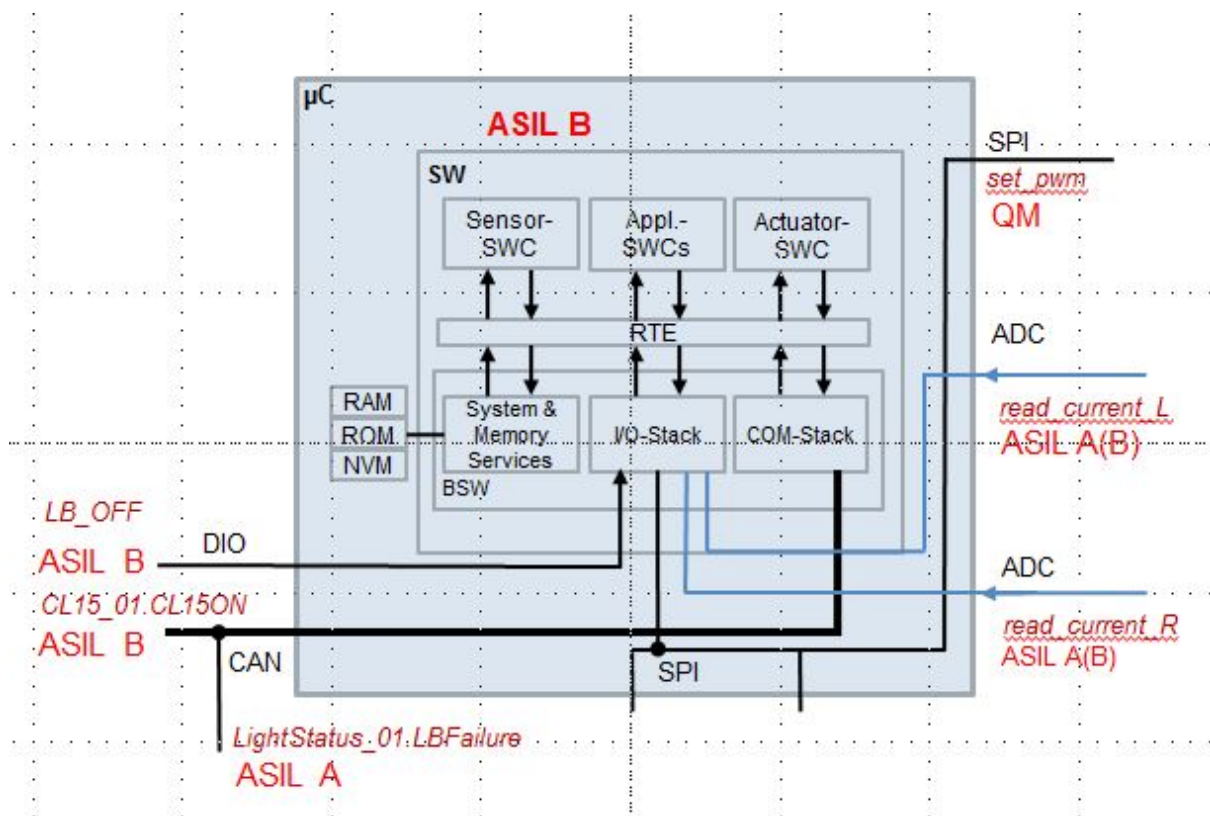 µC
ASIL B
SW
Sensor-
SWC
Appl.-
SWCs
Actuator-
SWC
RTE
RAM
ROM
NVM
System &
Memory
Services
I/O-Stack
COM-Stack
BSW
SPI
set_pwm
QM
ADC
read_current_L
ASIL A(B)
ADC
read_current_R
ASIL A(B)
LB_OFF
ASIL B
DIO
CL15_01.CL15ON
ASIL B
CAN
SPI
LightStatus_01.LBFailure
ASIL A